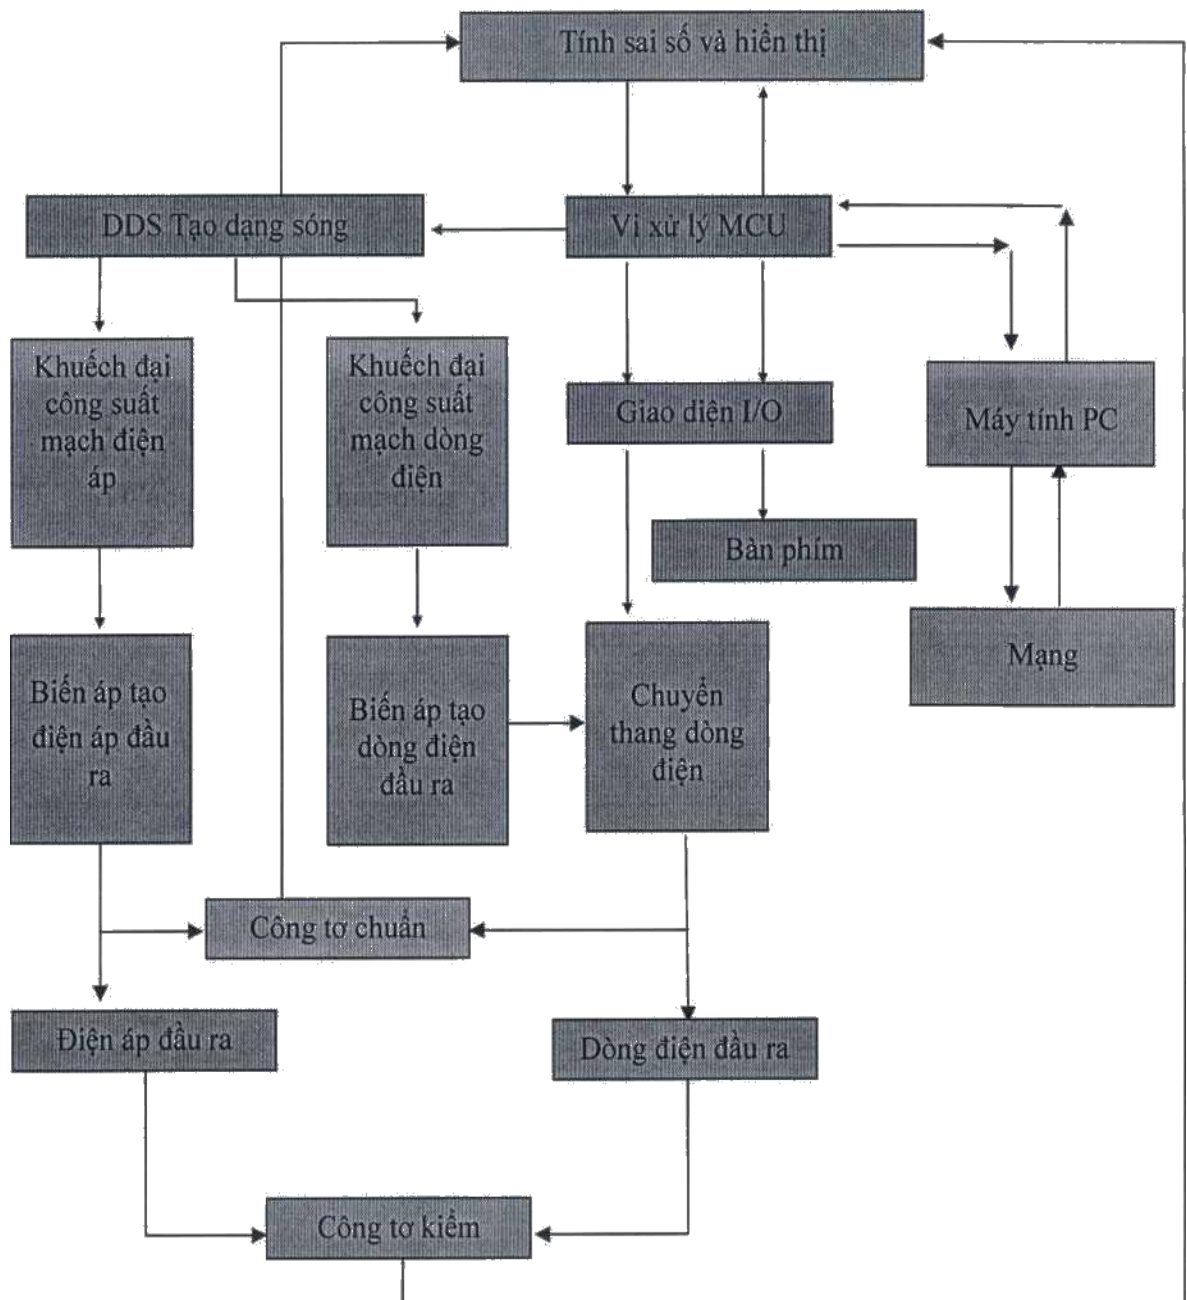 Tính sai số và hiển thị
DDS Tạo dạng sóng
Vi xử lý MCU
Khuếch đại
công suất
mạch điện
áp
Khuếch đại
công suất
mạch dòng
điện
Giao diện I/O
Máy tính PC
Bàn phím
Mạng
Biến áp tạo
điện áp đầu
ra
Biến áp tạo
dòng điện
đầu ra
Chuyển
thang dòng
điện
Công tơ chuẩn
Điện áp đầu ra
Dòng điện đầu ra
Công tơ kiểm